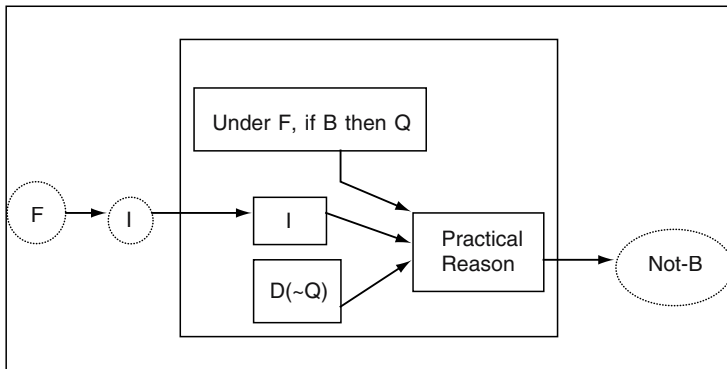 Under F, if B then Q
F
I
I
Practical
Reason
D(~Q)
Not-B